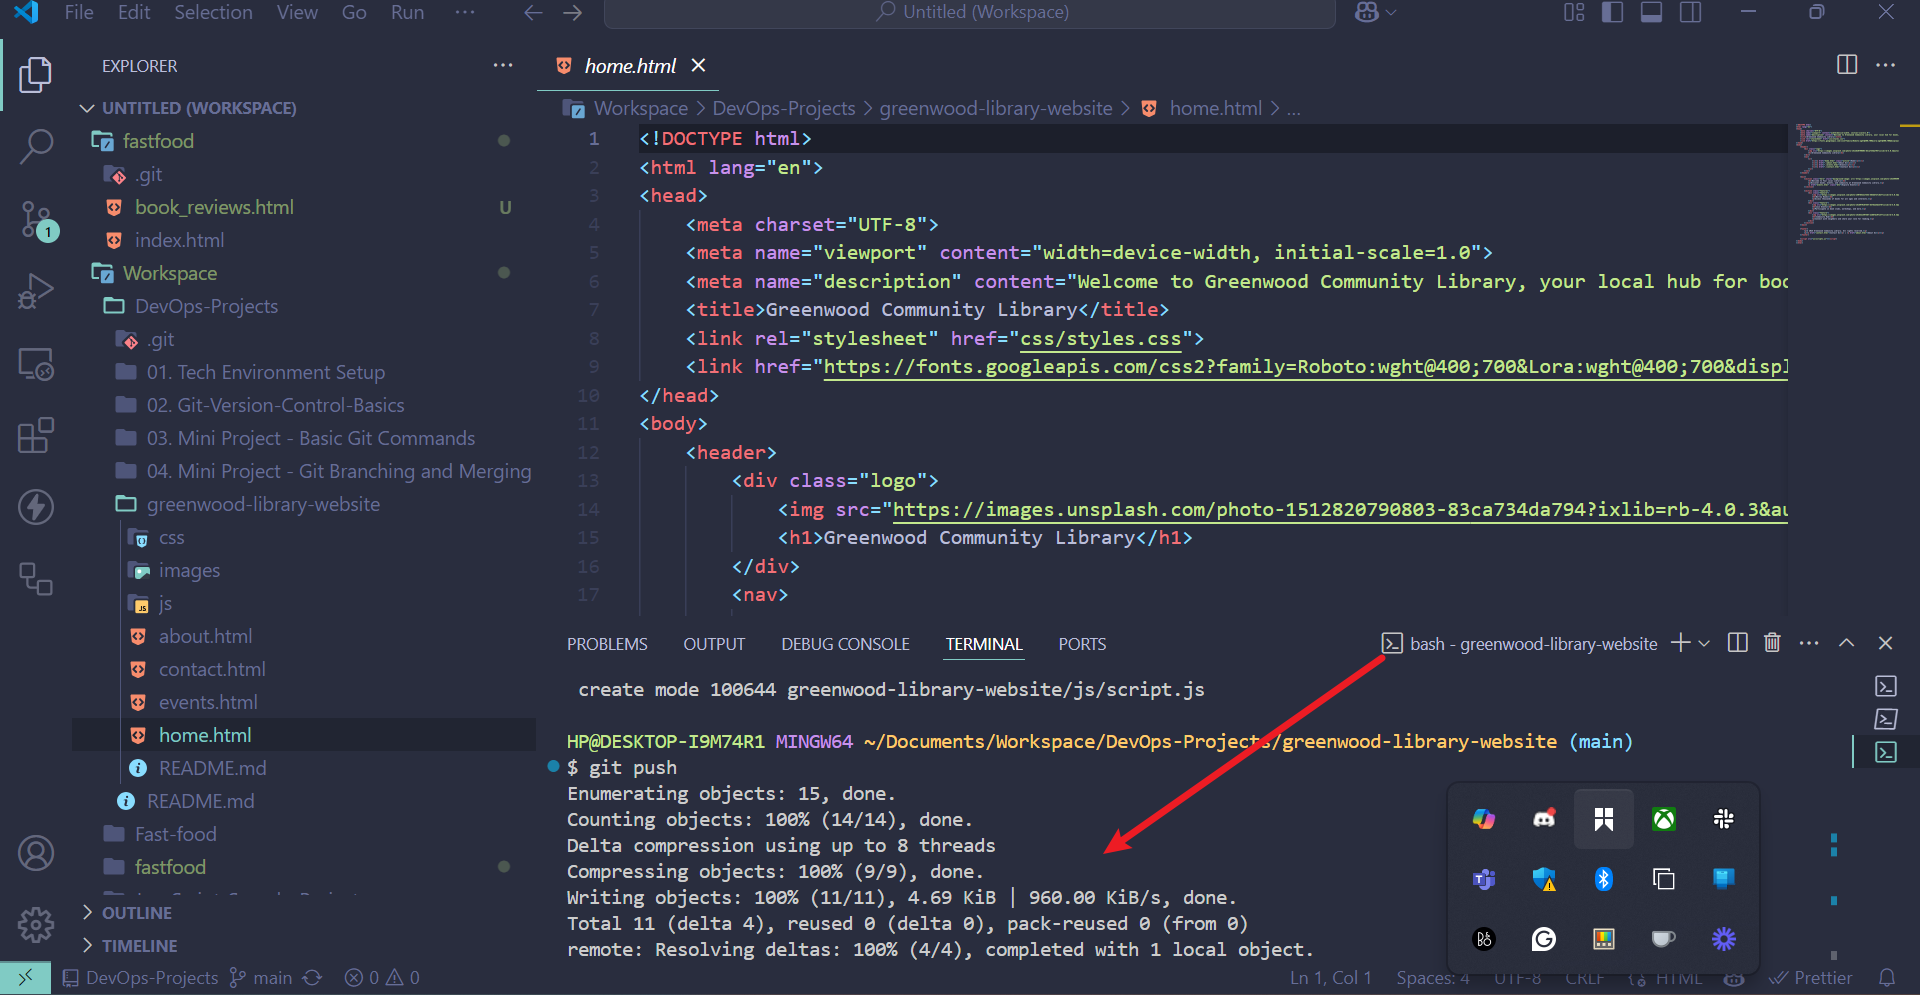 File Edit Selection View Go Run ··· Untitled (Workspace)
EXPLORER
UNTITLED (WORKSPACE)
fastfood
.git
book_reviews.html U
index.html
1
Workspace
DevOps-Projects
.git
01. Tech Environment Setup
02. Git-Version-Control-Basics
03. Mini Project - Basic Git Commands
04. Mini Project - Git Branching and Merging
greenwood-library-website
css
images
js
about.html
contact.html
events.html
home.html
README.md
README.md
Fast-food
fastfood
OUTLINE
TIMELINE
home.html
Workspace > DevOps-Projects > greenwood-library-website > home.html > ...
1 <!DOCTYPE html>
2 <html lang="en">
3 <head>
4 <meta charset="UTF-8">
5 <meta name="viewport" content="width=device-width, initial-scale=1.0">
6 <meta name="description" content="Welcome to Greenwood Community Library, your local hub for boo
7 <title>Greenwood Community Library</title>
8 <link rel="stylesheet" href="css/styles.css">
9 <link href="https://fonts.googleapis.com/css2?family=Roboto:wght@400;700&Lora:wght@400;700&displ
10 </head>
11 <body>
12 <header>
13 <div class="logo">
14 <img src="https://images.unsplash.com/photo-1512820790803-83ca734da794?ixlib=rb-4.0.3&au
15 <h1>Greenwood Community Library</h1>
16 </div>
17 <nav>
PROBLEMS OUTPUT DEBUG CONSOLE TERMINAL PORTS bash - greenwood-library-website
create mode 100644 greenwood-library-website/js/script.js
HP@DESKTOP-I9M74R1 MINGW64 ~/Documents/Workspace/DevOps-Projects/greenwood-library-website (main)
$ git push
Enumerating objects: 15, done.
Counting objects: 100% (14/14), done.
Delta compression using up to 8 threads
Compressing objects: 100% (9/9), done.
Writing objects: 100% (11/11), 4.69 KiB | 960.00 KiB/s, done.
Total 11 (delta 4), reused 0 (delta 0), pack-reused 0 (from 0)
remote: Resolving deltas: 100% (4/4), completed with 1 local object.
DevOps-Projects main 0 0 Ln 1, Col 1 Spaces: 4 UTF-8 CRLF HTML Prettier